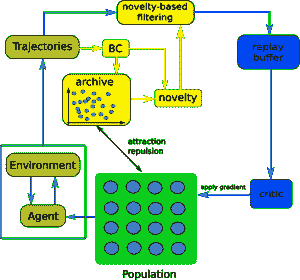 novelty-based
filtering
Trajectories
BC
replay
buffer
archive
novelty
attraction
repulsion
Environment
apply gradient
critic
Agent
Population